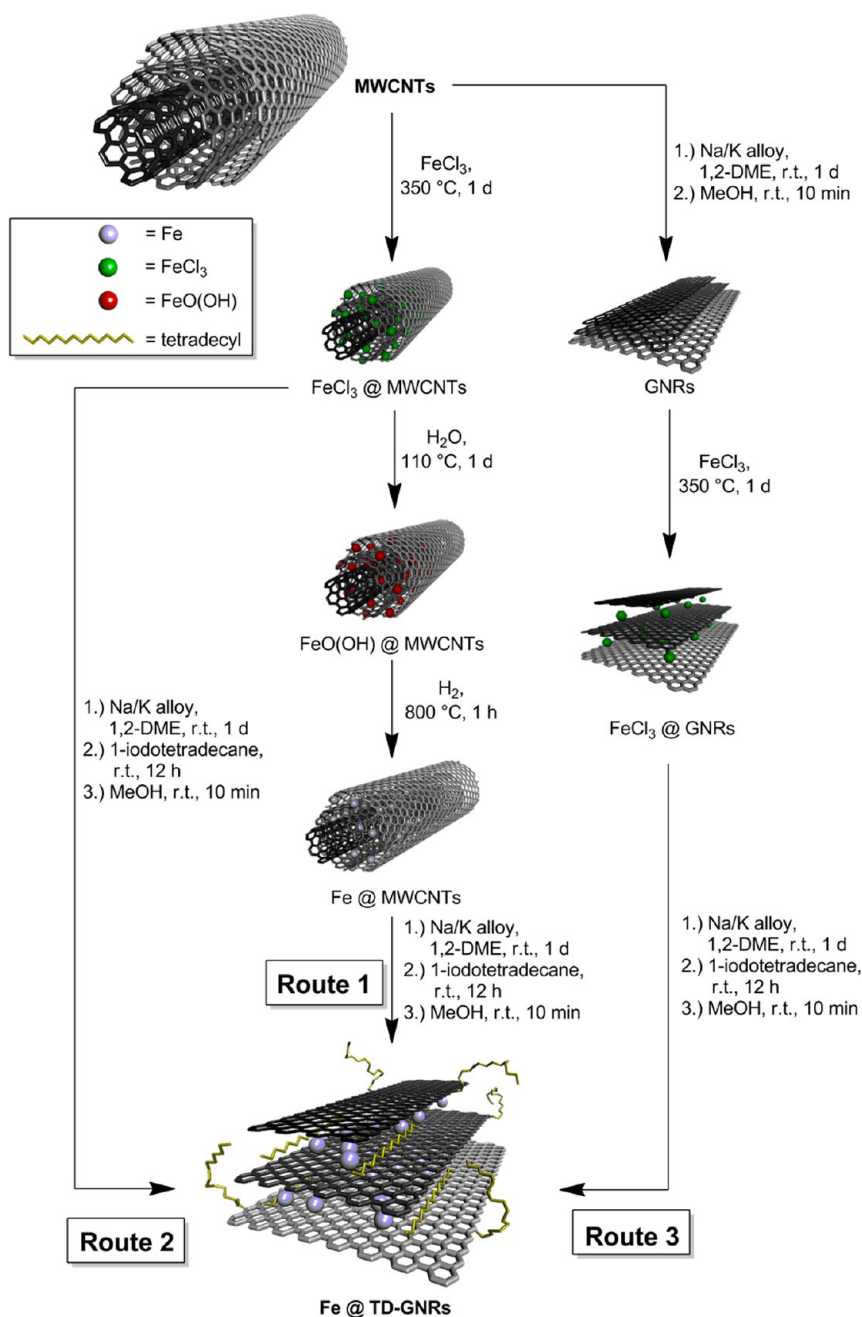 MWCNTs
FeCl₃,
350 °C, 1 d
1.) Na/K alloy,
1,2-DME, r.t., 1 d
2.) MeOH, r.t., 10 min
= Fe
= FeCl₃
= FeO(OH)
= tetradecyl
FeCl₃ @ MWCNTs
GNRs
H₂O,
110 °C, 1 d
FeCl₃,
350 °C, 1 d
FeO(OH) @ MWCNTs
H₂,
800 °C, 1 h
FeCl₃ @ GNRs
1.) Na/K alloy,
1,2-DME, r.t., 1 d
2.) 1-iodotetradecane,
r.t., 12 h
3.) MeOH, r.t., 10 min
Fe @ MWCNTs
Route 1
1.) Na/K alloy,
1,2-DME, r.t., 1 d
2.) 1-iodotetradecane,
r.t., 12 h
3.) MeOH, r.t., 10 min
1.) Na/K alloy,
1,2-DME, r.t., 1 d
2.) 1-iodotetradecane,
r.t., 12 h
3.) MeOH, r.t., 10 min
Route 2
Route 3
Fe @ TD-GNRs